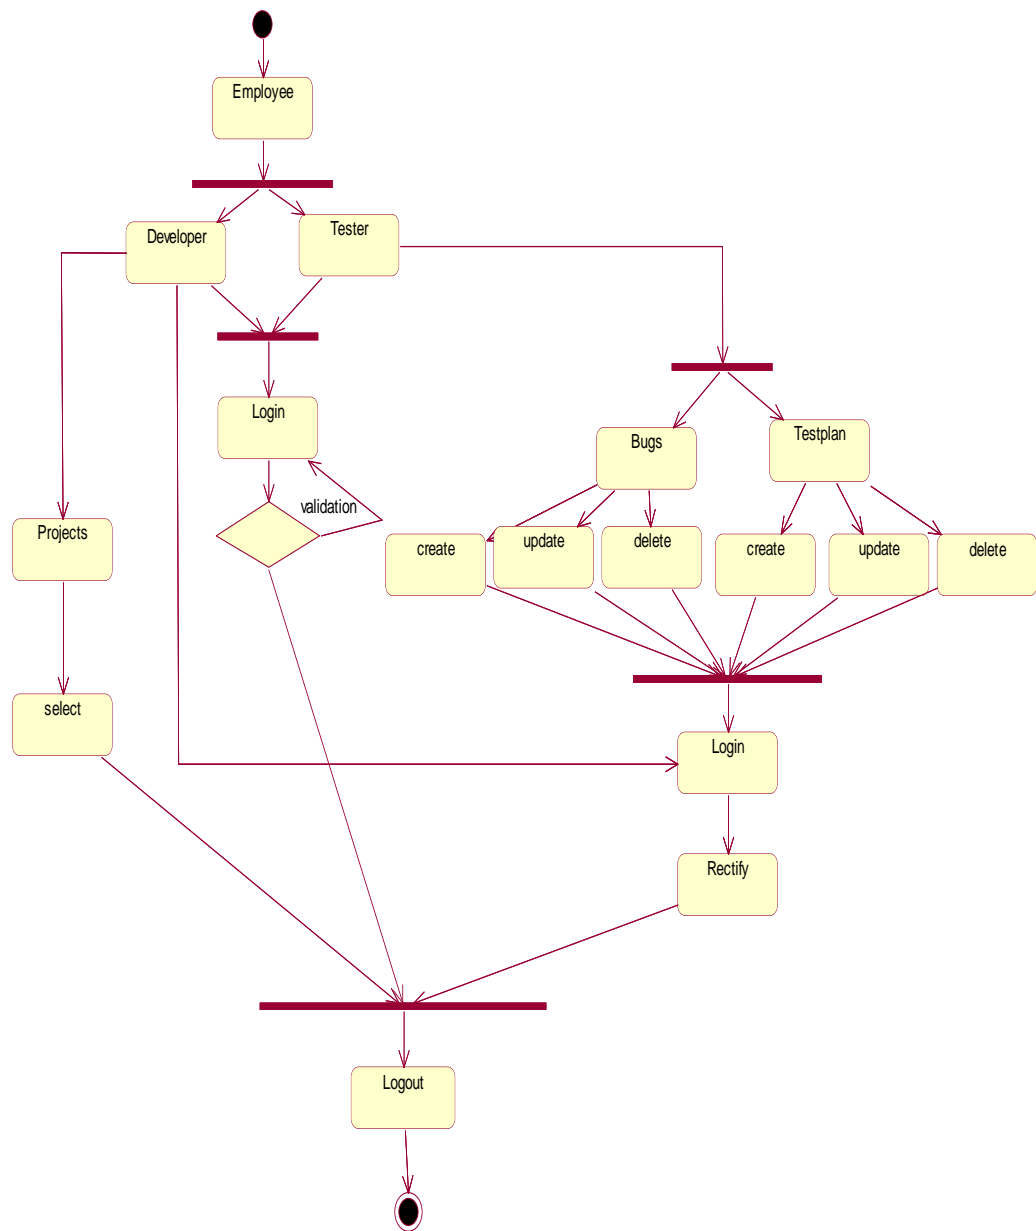 Employee
Developer
Tester
Login
Bugs
Testplan
validation
Projects
create
update
delete
create
update
delete
select
Login
Rectify
Logout